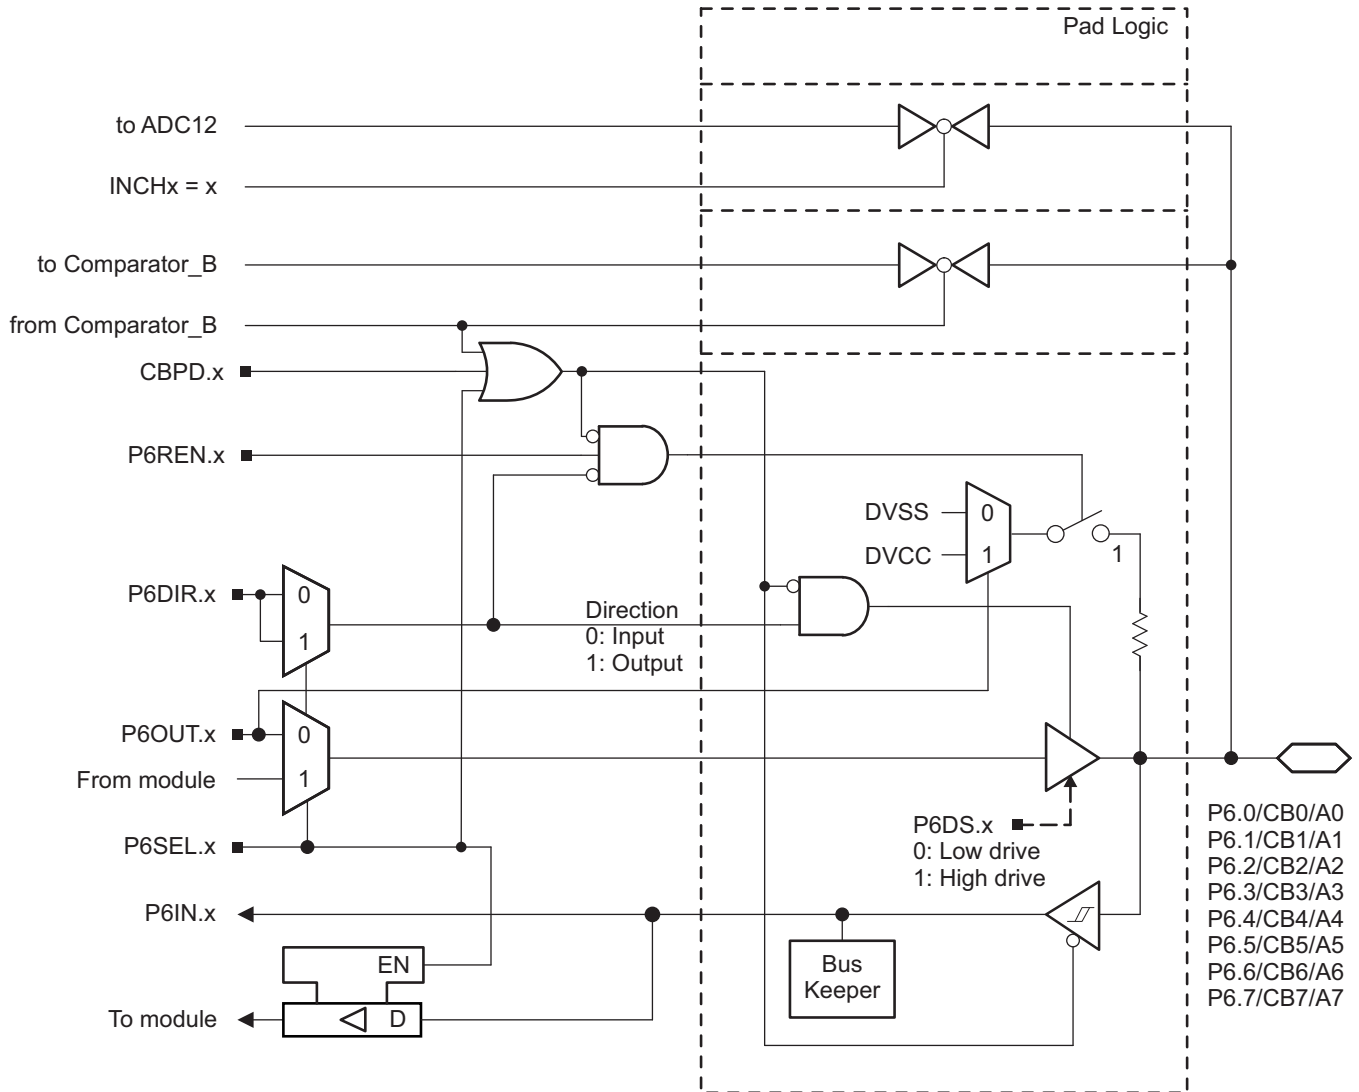 Pad Logic
to ADC12
INCHx = x
to Comparator_B
from Comparator_B
CBPD.x
P6REN.x
DVSS
0
DVCC
1
1
P6DIR.x
0
1
Direction
0: Input
1: Output
P6OUT.x
0
From module
1
P6SEL.x
P6DS.x
0: Low drive
1: High drive
P6IN.x
EN
Bus
Keeper
To module
D
P6.0/CB0/A0
P6.1/CB1/A1
P6.2/CB2/A2
P6.3/CB3/A3
P6.4/CB4/A4
P6.5/CB5/A5
P6.6/CB6/A6
P6.7/CB7/A7